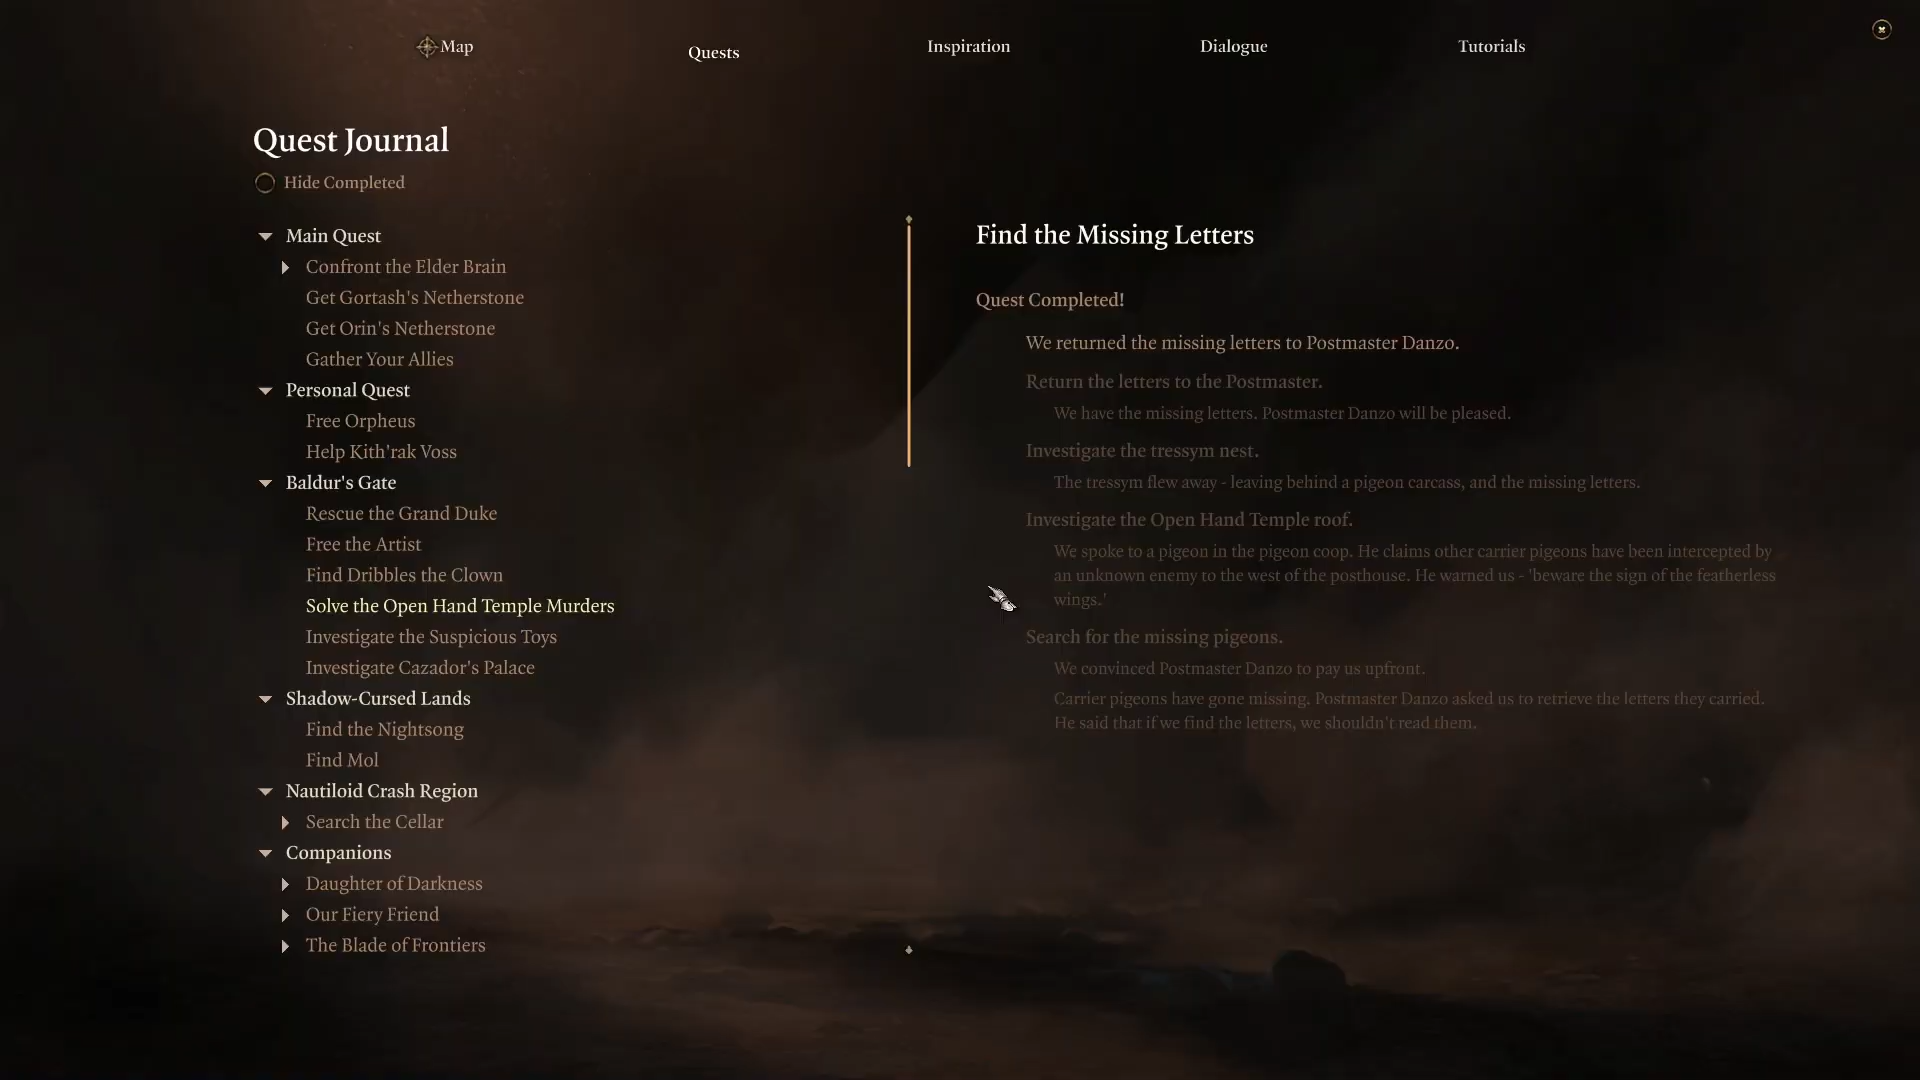 Map
Quests
Inspiration
Dialogue
Tutorials
Quest Journal
Hide Completed
Main Quest
Confront the Elder Brain
Get Gortash's Netherstone
Get Orin's Netherstone
Gather Your Allies
Personal Quest
Free Orpheus
Help Kith'rak Voss
Baldur's Gate
Rescue the Grand Duke
Free the Artist
Find Dribbles the Clown
Solve the Open Hand Temple Murders
Investigate the Suspicious Toys
Investigate Cazador's Palace
Shadow-Cursed Lands
Find the Nightsong
Find Mol
Nautiloid Crash Region
Search the Cellar
Companions
Daughter of Darkness
Our Fiery Friend
The Blade of Frontiers
Find the Missing Letters
Quest Completed!
We returned the missing letters to Postmaster Danzo.
Return the letters to the Postmaster.
We have the missing letters. Postmaster Danzo will be pleased.
Investigate the tressym nest.
The tressym flew away - leaving behind a pigeon carcass, and the missing letters.
Investigate the Open Hand Temple roof.
We spoke to a pigeon in the pigeon coop. He claims other carrier pigeons have been intercepted by
an unknown enemy to the west of the posthouse. He warned us - 'beware the sign of the featherless
wings.'
Search for the missing pigeons.
We convinced Postmaster Danzo to pay us upfront.
Carrier pigeons have gone missing. Postmaster Danzo asked us to retrieve the letters they carried.
He said that if we find the letters, we shouldn't read them.